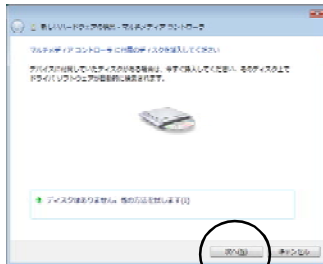 新しいハードウェアの検出 - マルチメディア コントローラ
マルチメディア コントローラ に付属のディスクを挿入してください
デバイスに付属しているディスクがある場合は、今すぐ挿入してください。そのディスク上で
ドライバ ソフトウェアが自動的に検索されます。
ディスクはありません。他の方法を試します(I)
次へ(N)
キャンセル